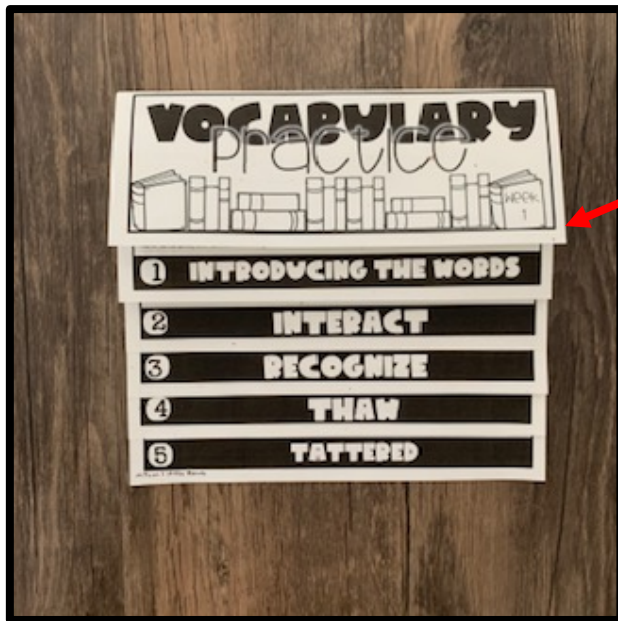 VOCABULARY
practice
week
1
1 INTRODUCING THE WORDS
2 INTERACT
3 RECOGNIZE
4 THAW
5 TATTERED